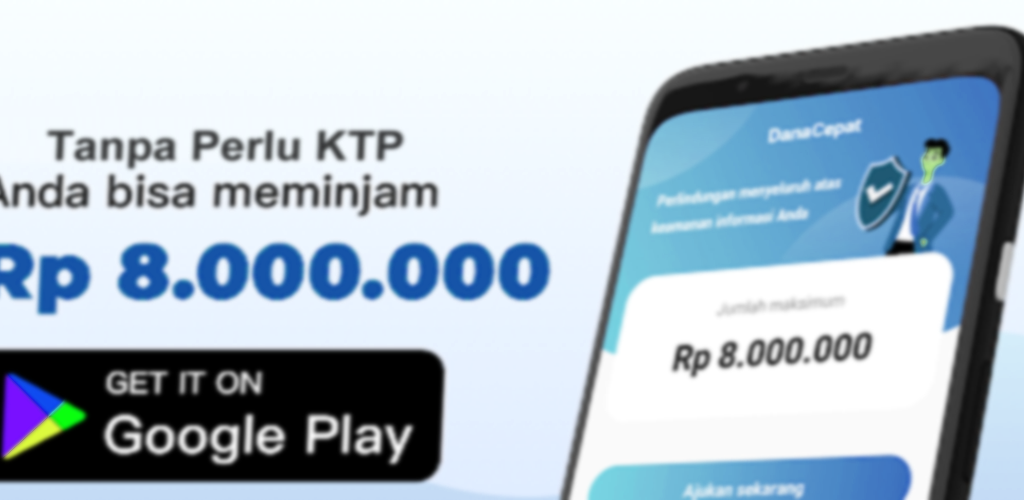 Tanpa Perlu KTP
Anda bisa meminjam
Rp 8.000.000
GET IT ON
Google Play
DanaCepat
Perlindungan menyeluruh atas
keamanan informasi Anda
Jumlah maksimum
Rp 8.000.000
Ajukan sekarang